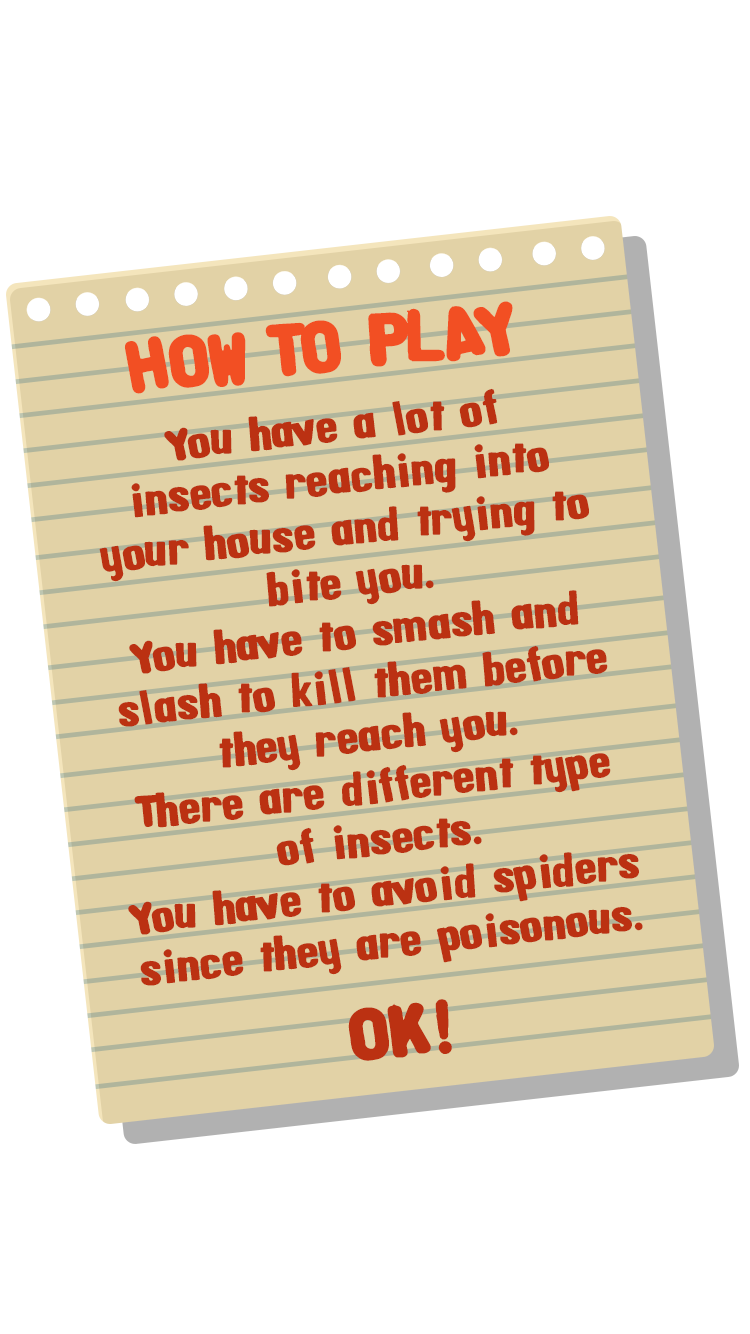 HOW TO PLAY
You have a lot of
insects reaching into
your house and trying to
bite you.
You have to smash and
slash to kill them before
they reach you.
There are different type
of insects.
You have to avoid spiders
since they are poisonous.
OK!